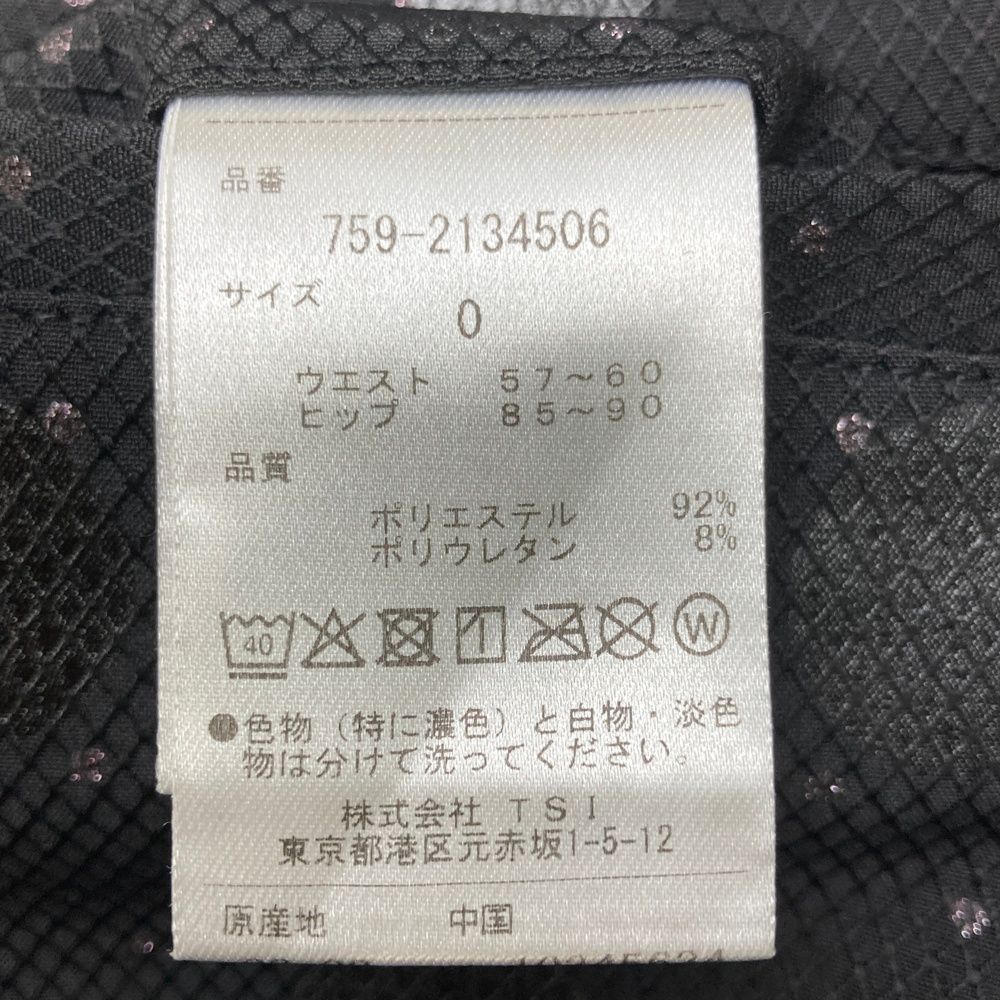 品番
759-2134506
サイズ
0
ウエスト 57〜60
ヒップ 85〜90
品質
ポリエステル 92%
ポリウレタン 8%
40 W
●色物（特に濃色）と白物・淡色
物は分けて洗ってください。
株式会社 TSI
東京都港区元赤坂1-5-12
原産地 中国